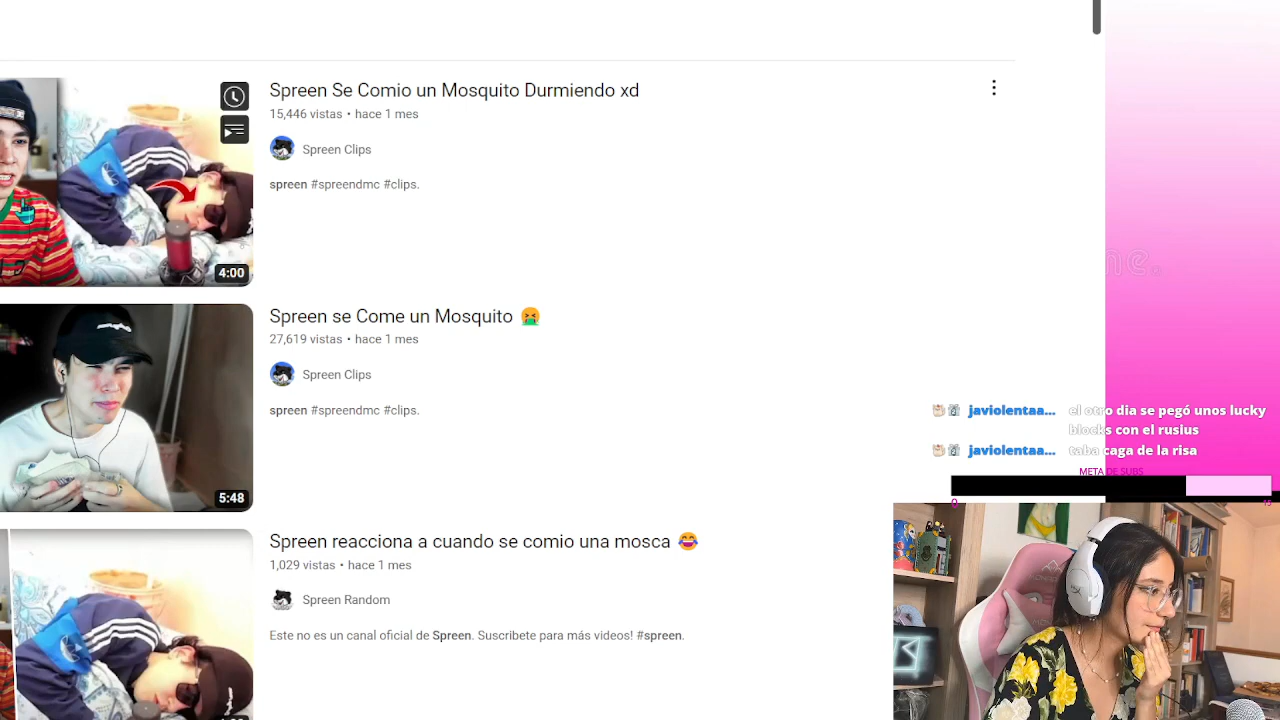 Spreen Se Comio un Mosquito Durmiendo xd
15,446 vistas • hace 1 mes
Spreen Clips
spreen #spreendmc #clips.
4:00
Spreen se Come un Mosquito 🤮
27,619 vistas • hace 1 mes
Spreen Clips
spreen #spreendmc #clips.
5:48
Spreen reacciona a cuando se comio una mosca 😂
1,029 vistas • hace 1 mes
Spreen Random
Este no es un canal oficial de Spreen. Suscribete para más videos! #spreen.
javiolentaa... el otro dia se pegó unos lucky
blocks con el rusius
javiolentaa... taba caga de la risa
META DE SUBS
0